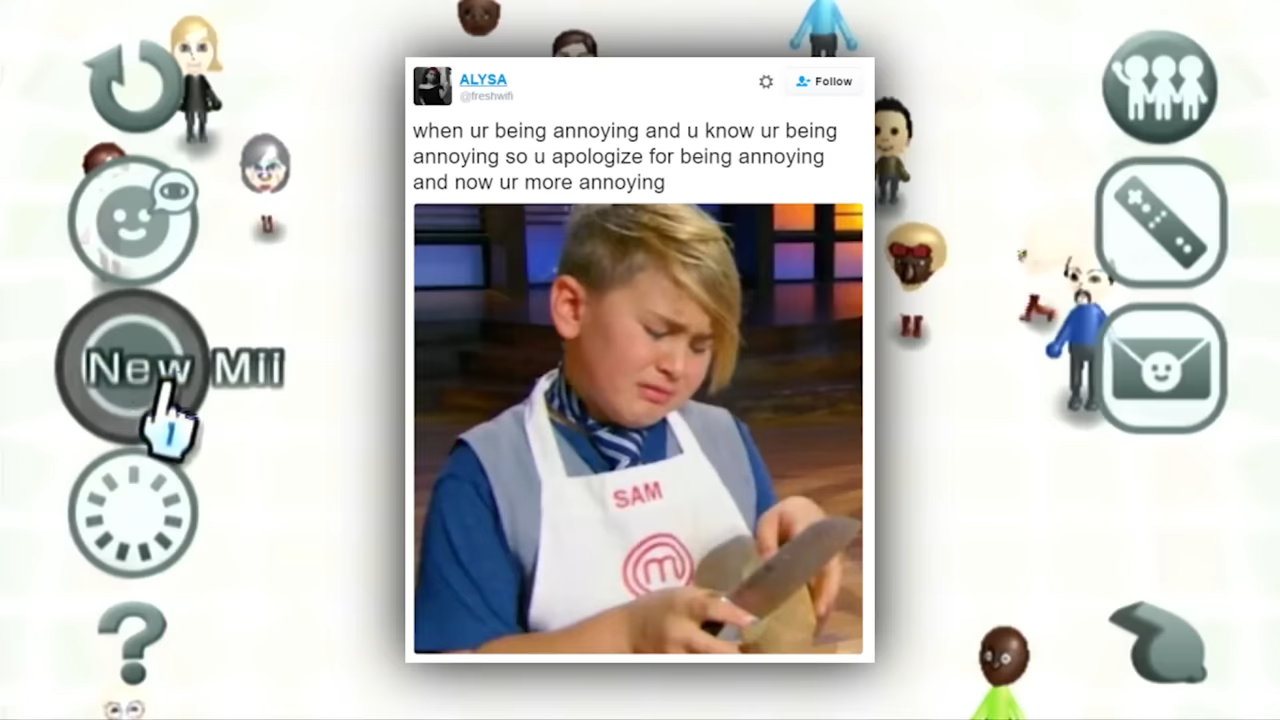 ALYSA
@freshwifi
Follow
when ur being annoying and u know ur being
annoying so u apologize for being annoying
and now ur more annoying
New Mii
1
SAM
m